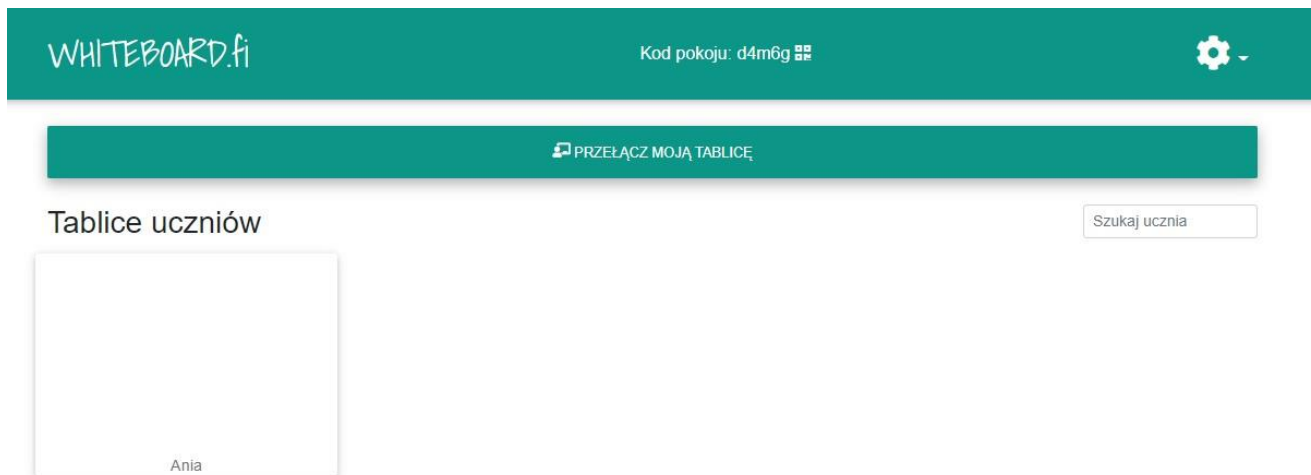 WHITEBOARD.fi
Kod pokoju: d4m6g
PRZEŁĄCZ MOJĄ TABLICĘ
Tablice uczniów
Szukaj ucznia
Ania